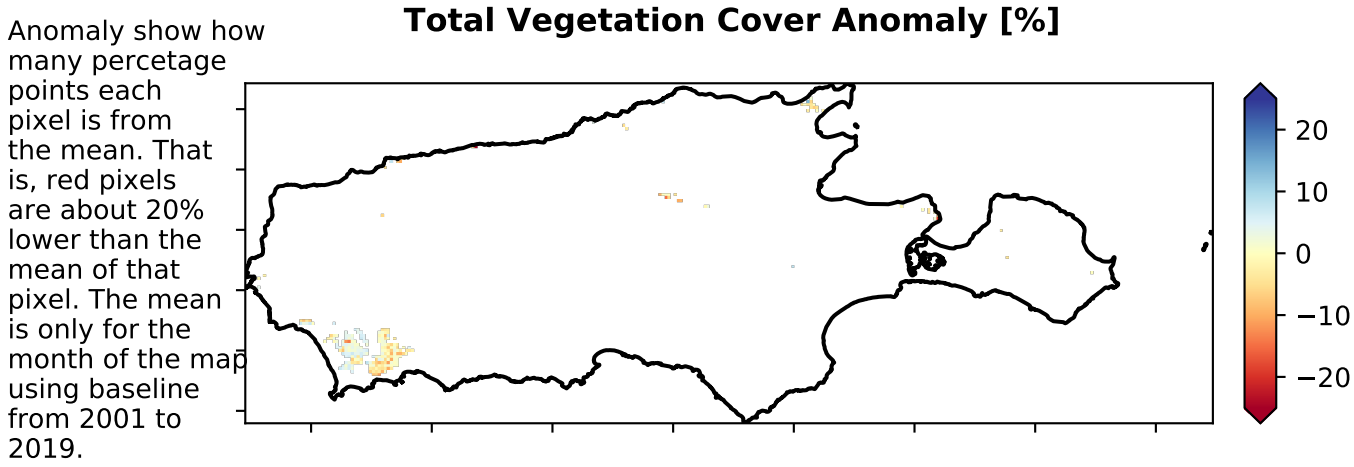 Total Vegetation Cover Anomaly [%]
Anomaly show how
many percetage
points each
pixel is from
the mean. That
is, red pixels
are about 20%
lower than the
mean of that
pixel. The mean
is only for the
month of the map
using baseline
from 2001 to
2019.
20
10
0
−10
−20